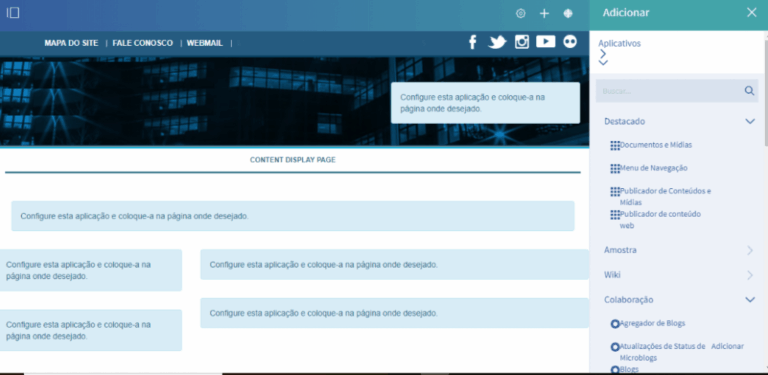 Adicionar
MAPA DO SITE | FALE CONOSCO | WEBMAIL |
Configure esta aplicação e coloque-a na
página onde desejado.
CONTENT DISPLAY PAGE
Configure esta aplicação e coloque-a na página onde desejado.
Configure esta aplicação e coloque-a na
página onde desejado.
Configure esta aplicação e coloque-a na página onde desejado.
Configure esta aplicação e coloque-a na
página onde desejado.
Configure esta aplicação e coloque-a na página onde desejado.
Aplicativos
Buscar...
Destacado
Documentos e Mídias
Menu de Navegação
Publicador de Conteúdos e
Mídias
Publicador de conteúdo
web
Amostra
Wiki
Colaboração
Agregador de Blogs
Atualizações de Status de Adicionar
Microblogs
Blogs